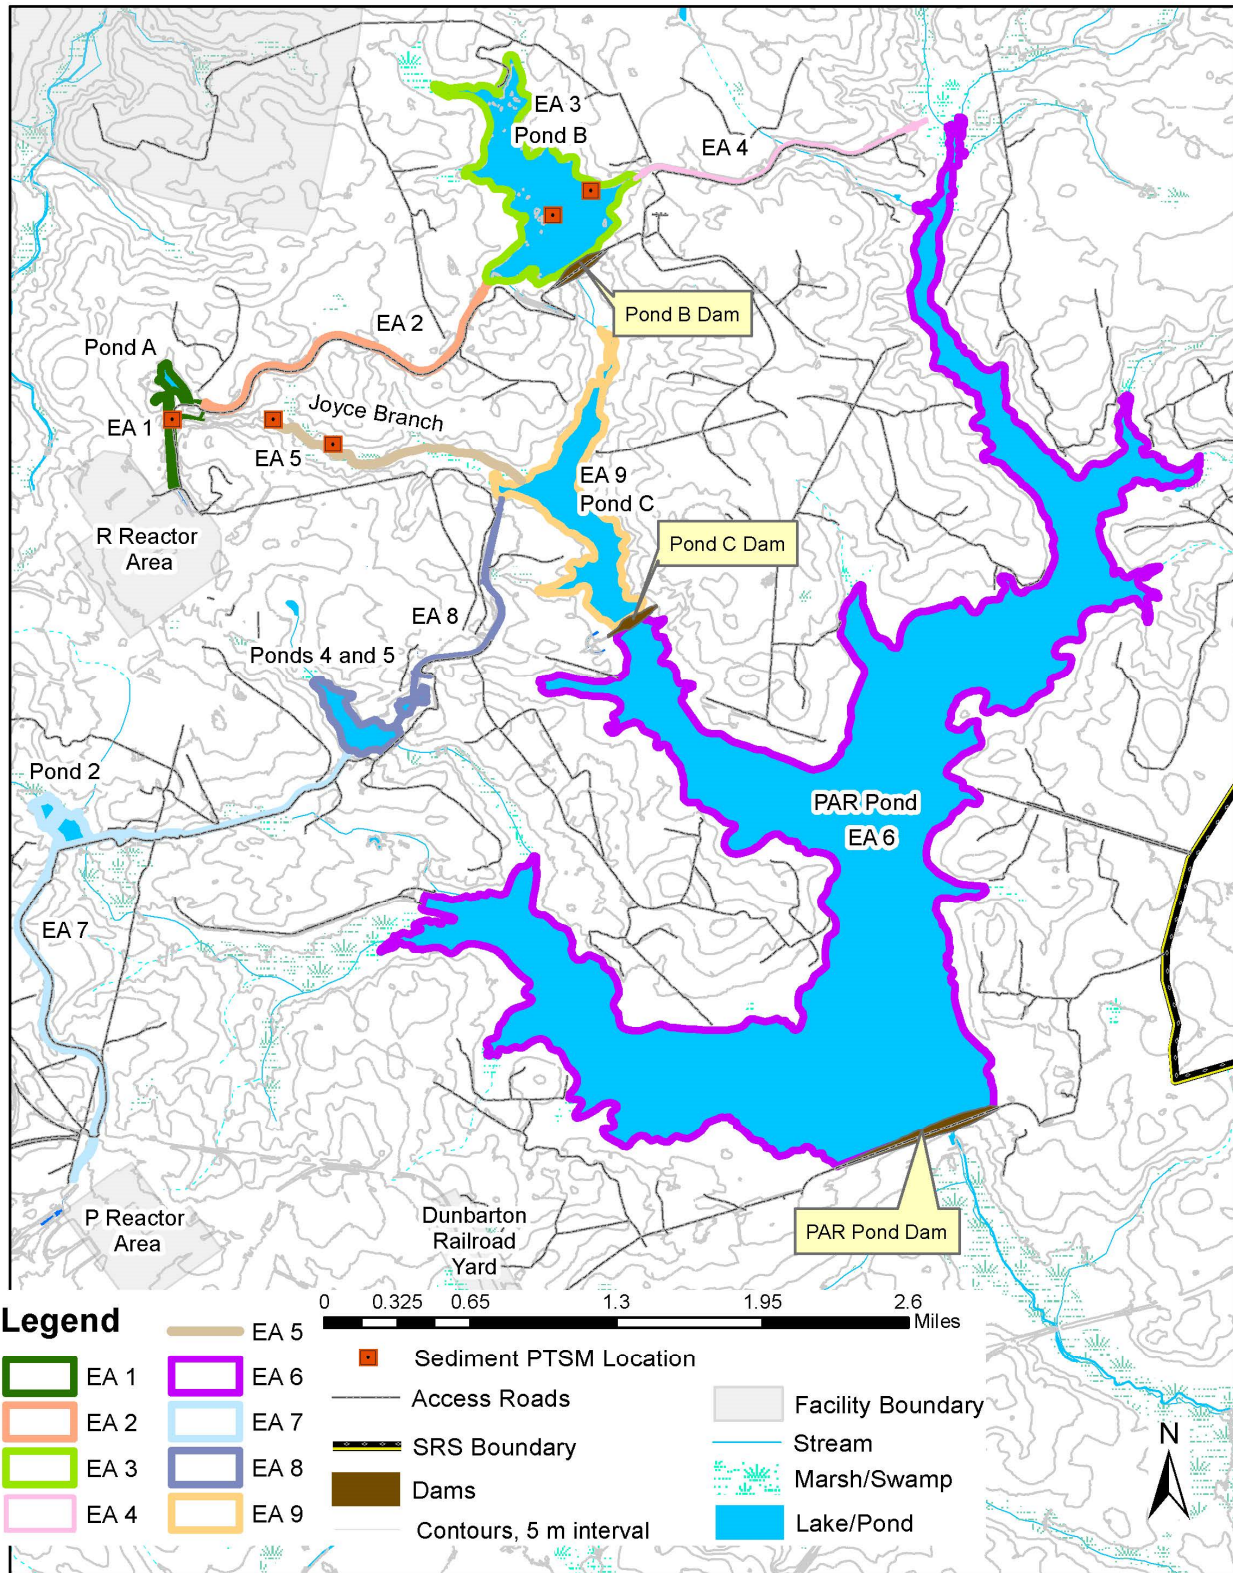 EA 3
Pond B
EA 4
Pond B Dam
EA 2
Pond A
Joyce Branch
EA 1
EA 5
EA 9
Pond C
R Reactor
Area
Pond C Dam
EA 8
Ponds 4 and 5
Pond 2
PAR Pond
EA 6
EA 7
P Reactor
Area
Dunbarton
Railroad
Yard
PAR Pond Dam
Legend
0 0.325 0.65 1.3 1.95 2.6
Miles
EA 1
EA 2
EA 3
EA 4
EA 5
EA 6
EA 7
EA 8
EA 9
Sediment PTSM Location
Access Roads
SRS Boundary
Dams
Contours, 5 m interval
Facility Boundary
Stream
Marsh/Swamp
Lake/Pond
N